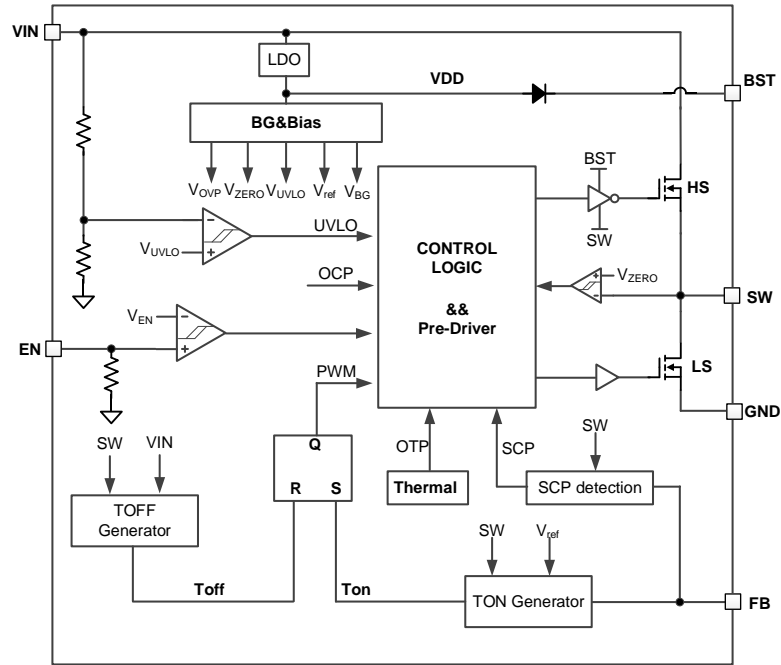 VIN
LDO
VDD
BST
BG&Bias
VOVP VZERO VUVLO Vref VBG
BST
HS
SW
UVLO
VUVLO
CONTROL
LOGIC
&&
Pre-Driver
OCP
VZERO
SW
VEN
EN
LS
PWM
GND
SW VIN
Q
R S
OTP
SCP
SW
Thermal
SCP detection
TOFF
Generator
SW Vref
Toff
Ton
TON Generator
FB